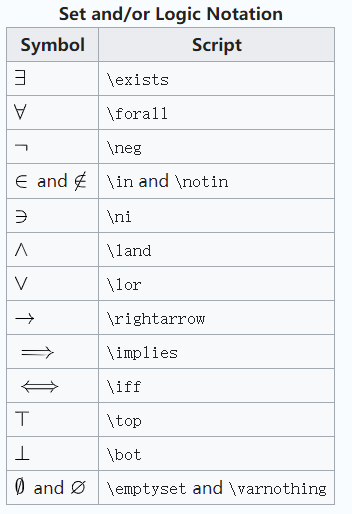 Set and/or Logic Notation
Symbol Script
∃ \exists
∀ \forall
¬ \neg
∈ and ∉ \in and \notin
∋ \ni
∧ \land
∨ \lor
→ \rightarrow
⟹ \implies
⟺ \iff
⊤ \top
⊥ \bot
∅ and ⌀ \emptyset and \varnothing